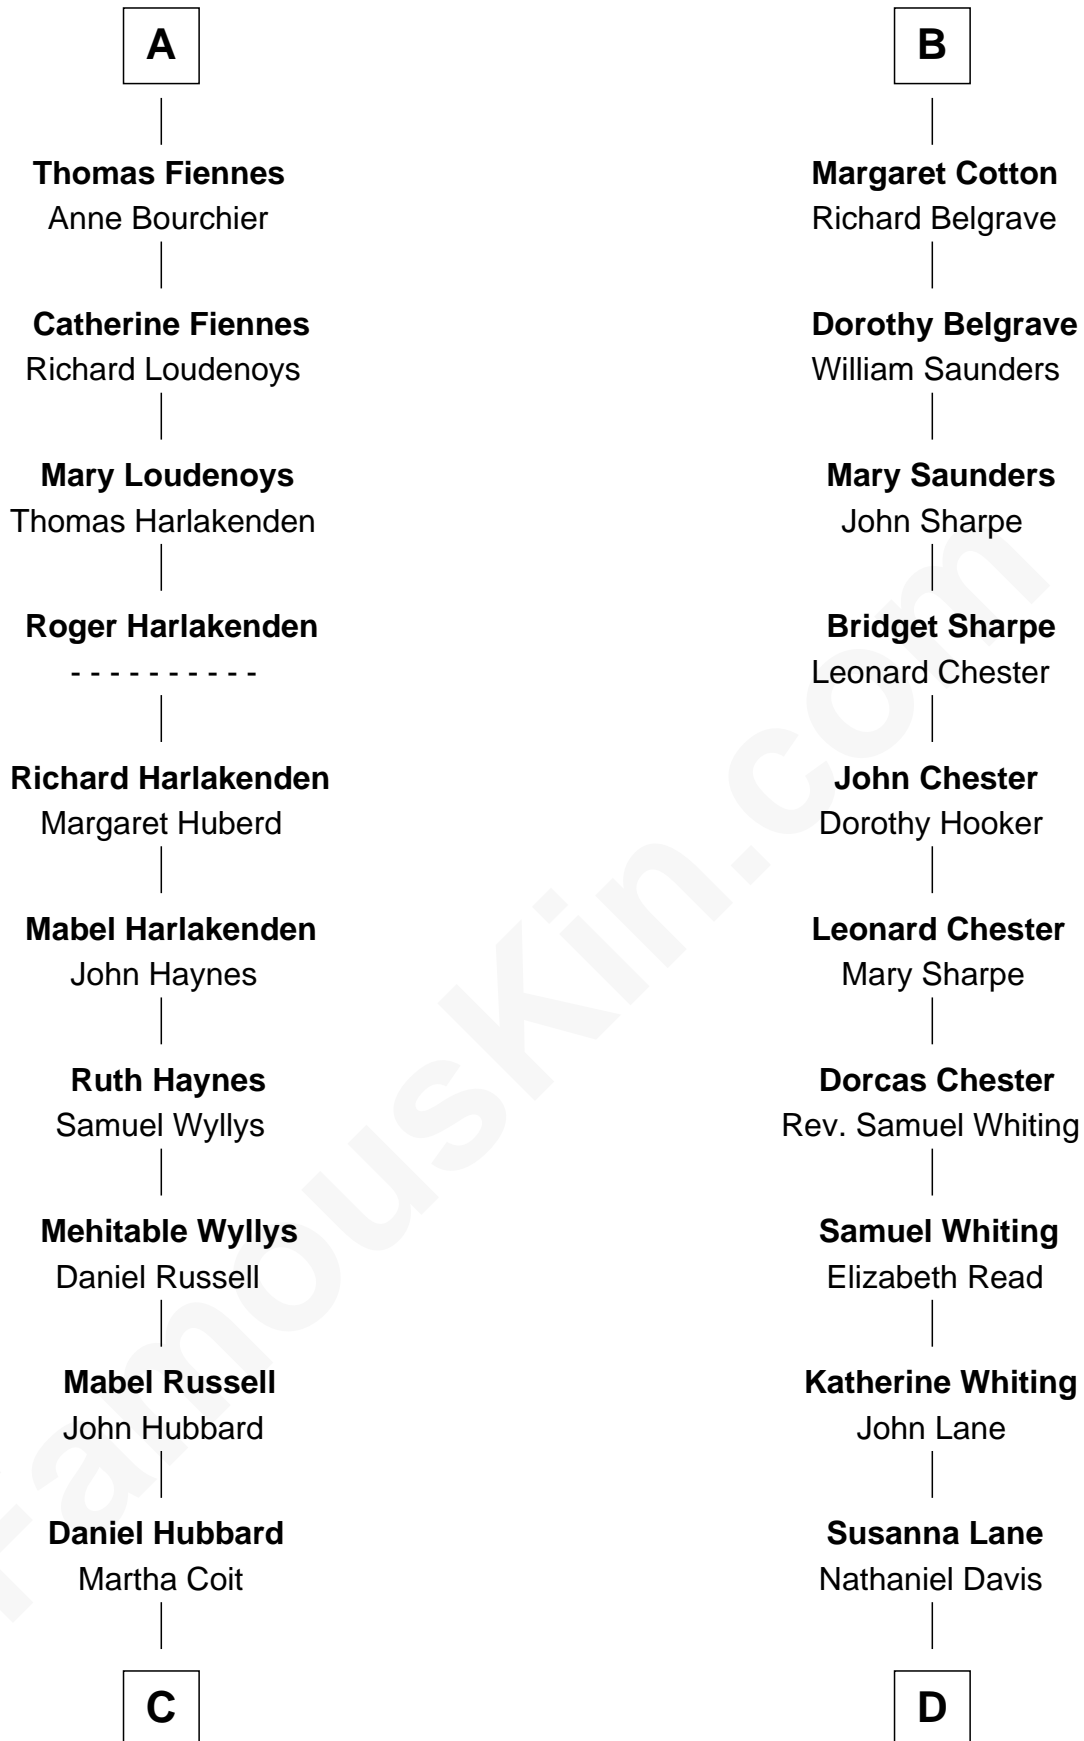 A
Thomas Fiennes
Anne Bourchier
Catherine Fiennes
Richard Loudenoys
Mary Loudenoys
Thomas Harlakenden
Roger Harlakenden
- - - - - - - - - -
Richard Harlakenden
Margaret Huberd
Mabel Harlakenden
John Haynes
Ruth Haynes
Samuel Wyllys
Mehitable Wyllys
Daniel Russell
Mabel Russell
John Hubbard
Daniel Hubbard
Martha Coit
C
B
Margaret Cotton
Richard Belgrave
Dorothy Belgrave
William Saunders
Mary Saunders
John Sharpe
Bridget Sharpe
Leonard Chester
John Chester
Dorothy Hooker
Leonard Chester
Mary Sharpe
Dorcas Chester
Rev. Samuel Whiting
Samuel Whiting
Elizabeth Read
Katherine Whiting
John Lane
Susanna Lane
Nathaniel Davis
D
FamousKin.com